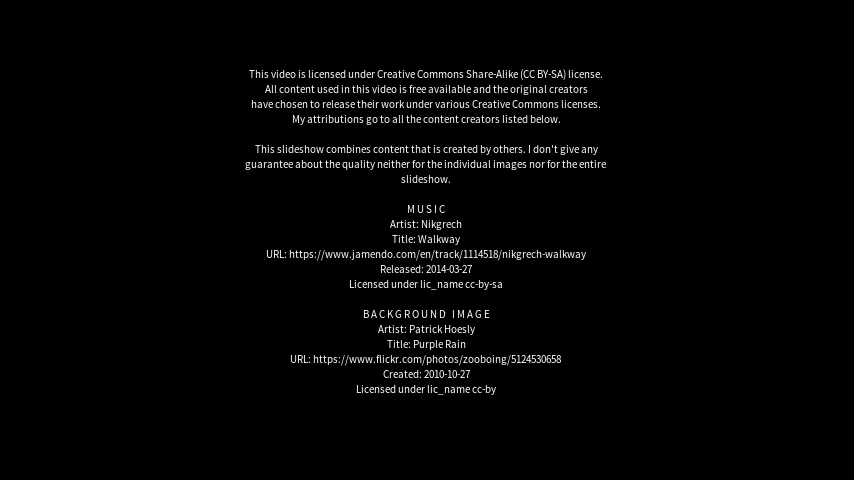 This video is licensed under Creative Commons Share-Alike (CC BY-SA) license.
All content used in this video is free available and the original creators
have chosen to release their work under various Creative Commons licenses.
My attributions go to all the content creators listed below.
This slideshow combines content that is created by others. I don't give any
guarantee about the quality neither for the individual images nor for the entire
slideshow.
MUSIC
Artist: Nikgrech
Title: Walkway
URL: https://www.jamendo.com/en/track/1114518/nikgrech-walkway
Released: 2014-03-27
Licensed under lic_name cc-by-sa
BACKGROUND IMAGE
Artist: Patrick Hoesly
Title: Purple Rain
URL: https://www.flickr.com/photos/zooboing/5124530658
Created: 2010-10-27
Licensed under lic_name cc-by